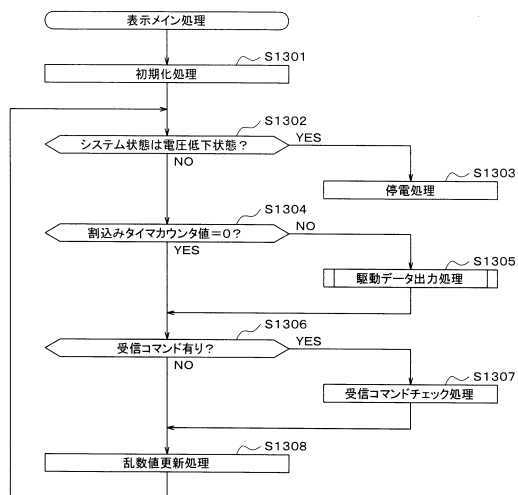 表示メイン処理
S1301
初期化処理
S1302
システム状態は電圧低下状態？
YES
NO
S1303
停電処理
S1304
割込みタイマカウンタ値＝０？
NO
YES
S1305
駆動データ出力処理
S1306
受信コマンド有り？
YES
NO
S1307
受信コマンドチェック処理
S1308
乱数値更新処理